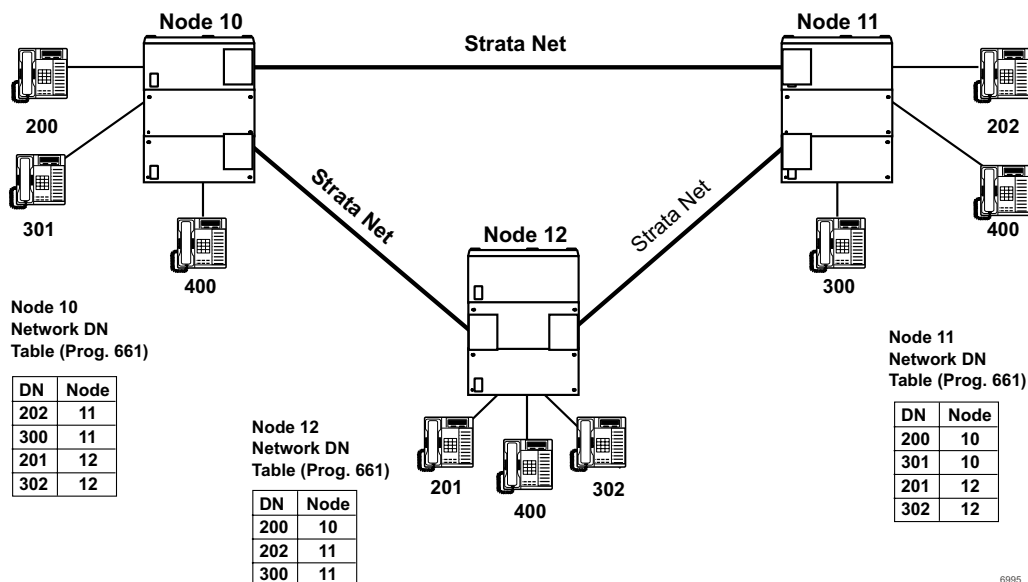 Node 10
Node 11
Strata Net
200
202
301
Strata Net
Strata Net
400
Node 12
300
400
Node 10
Network DN
Table (Prog. 661)
DN Node
202 11
300 11
201 12
302 12
Node 12
Network DN
Table (Prog. 661)
DN Node
200 10
202 11
300 11
201
400
302
Node 11
Network DN
Table (Prog. 661)
DN Node
200 10
301 10
201 12
302 12
6995